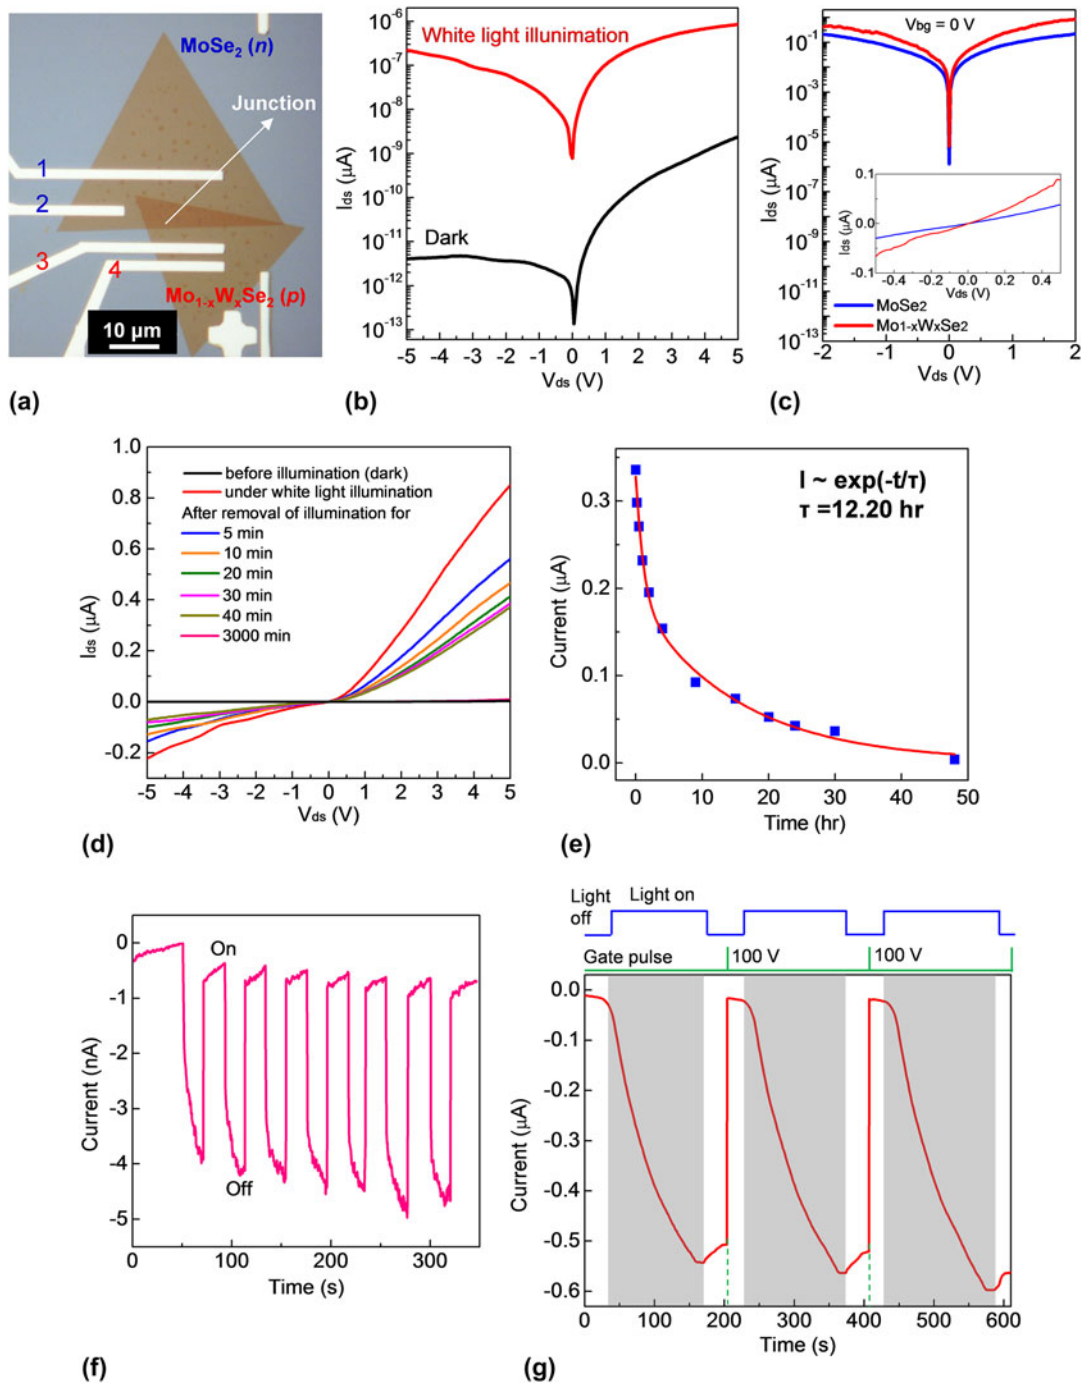 MoSe2 (n)
Junction
1
2
3
4
Mo1-xWxSe2 (p)
10 µm
(a)
10-6
10-7
10-8
10-9
10-10
10-11
10-12
10-13
Ids (µA)
White light illunimation
Dark
-5 -4 -3 -2 -1 0 1 2 3 4 5
Vds (V)
(b)
10-1
10-3
10-5
10-7
10-9
10-11
10-13
Ids (µA)
Vbg = 0 V
0.1
0.0
-0.1
Ids (µA)
-0.4 -0.2 0.0 0.2 0.4
Vds (V)
MoSe2
Mo1-xWxSe2
-2 -1 0 1 2
Vds (V)
(c)
1.0
0.8
0.6
0.4
0.2
0.0
-0.2
Ids (µA)
before illumination (dark)
under white light illumination
After removal of illumination for
5 min
10 min
20 min
30 min
40 min
3000 min
-5 -4 -3 -2 -1 0 1 2 3 4 5
Vds (V)
(d)
0.3
0.2
0.1
0.0
Current (µA)
I ~ exp(-t/τ)
τ =12.20 hr
0 10 20 30 40 50
Time (hr)
(e)
0
-1
-2
-3
-4
-5
Current (nA)
On
Off
0 100 200 300
Time (s)
(f)
Light off
Light on
Gate pulse
100 V
100 V
0.0
-0.1
-0.2
-0.3
-0.4
-0.5
-0.6
Current (µA)
0 100 200 300 400 500 600
Time (s)
(g)